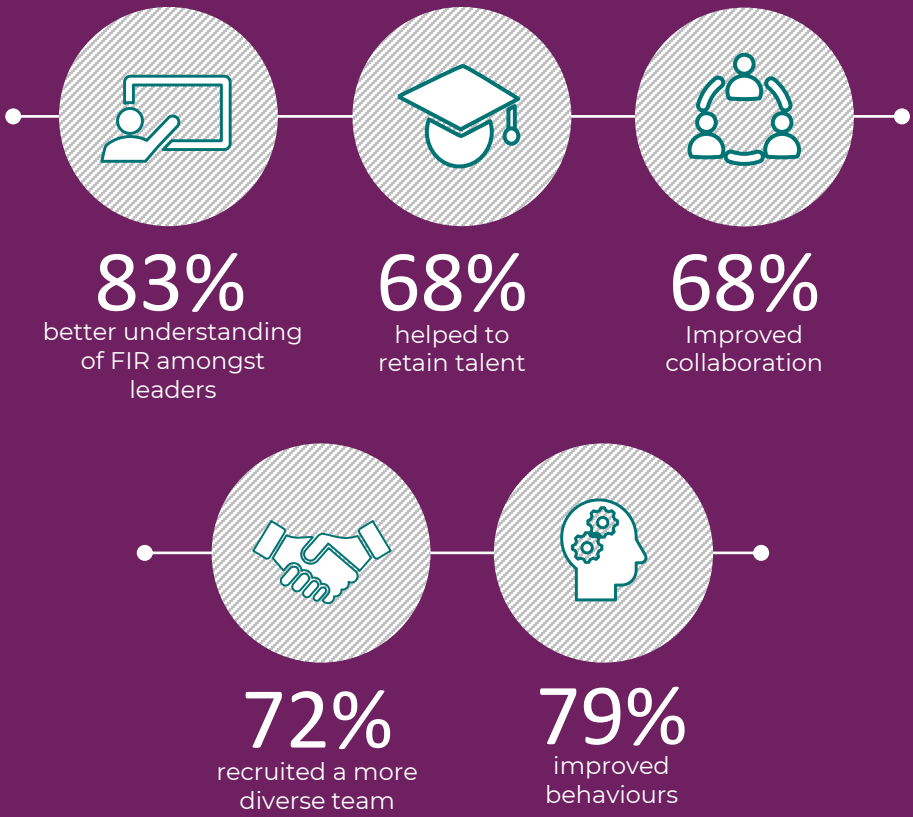 83%
better understanding
of FIR amongst
leaders
68%
helped to
retain talent
68%
Improved
collaboration
72%
recruited a more
diverse team
79%
improved
behaviours